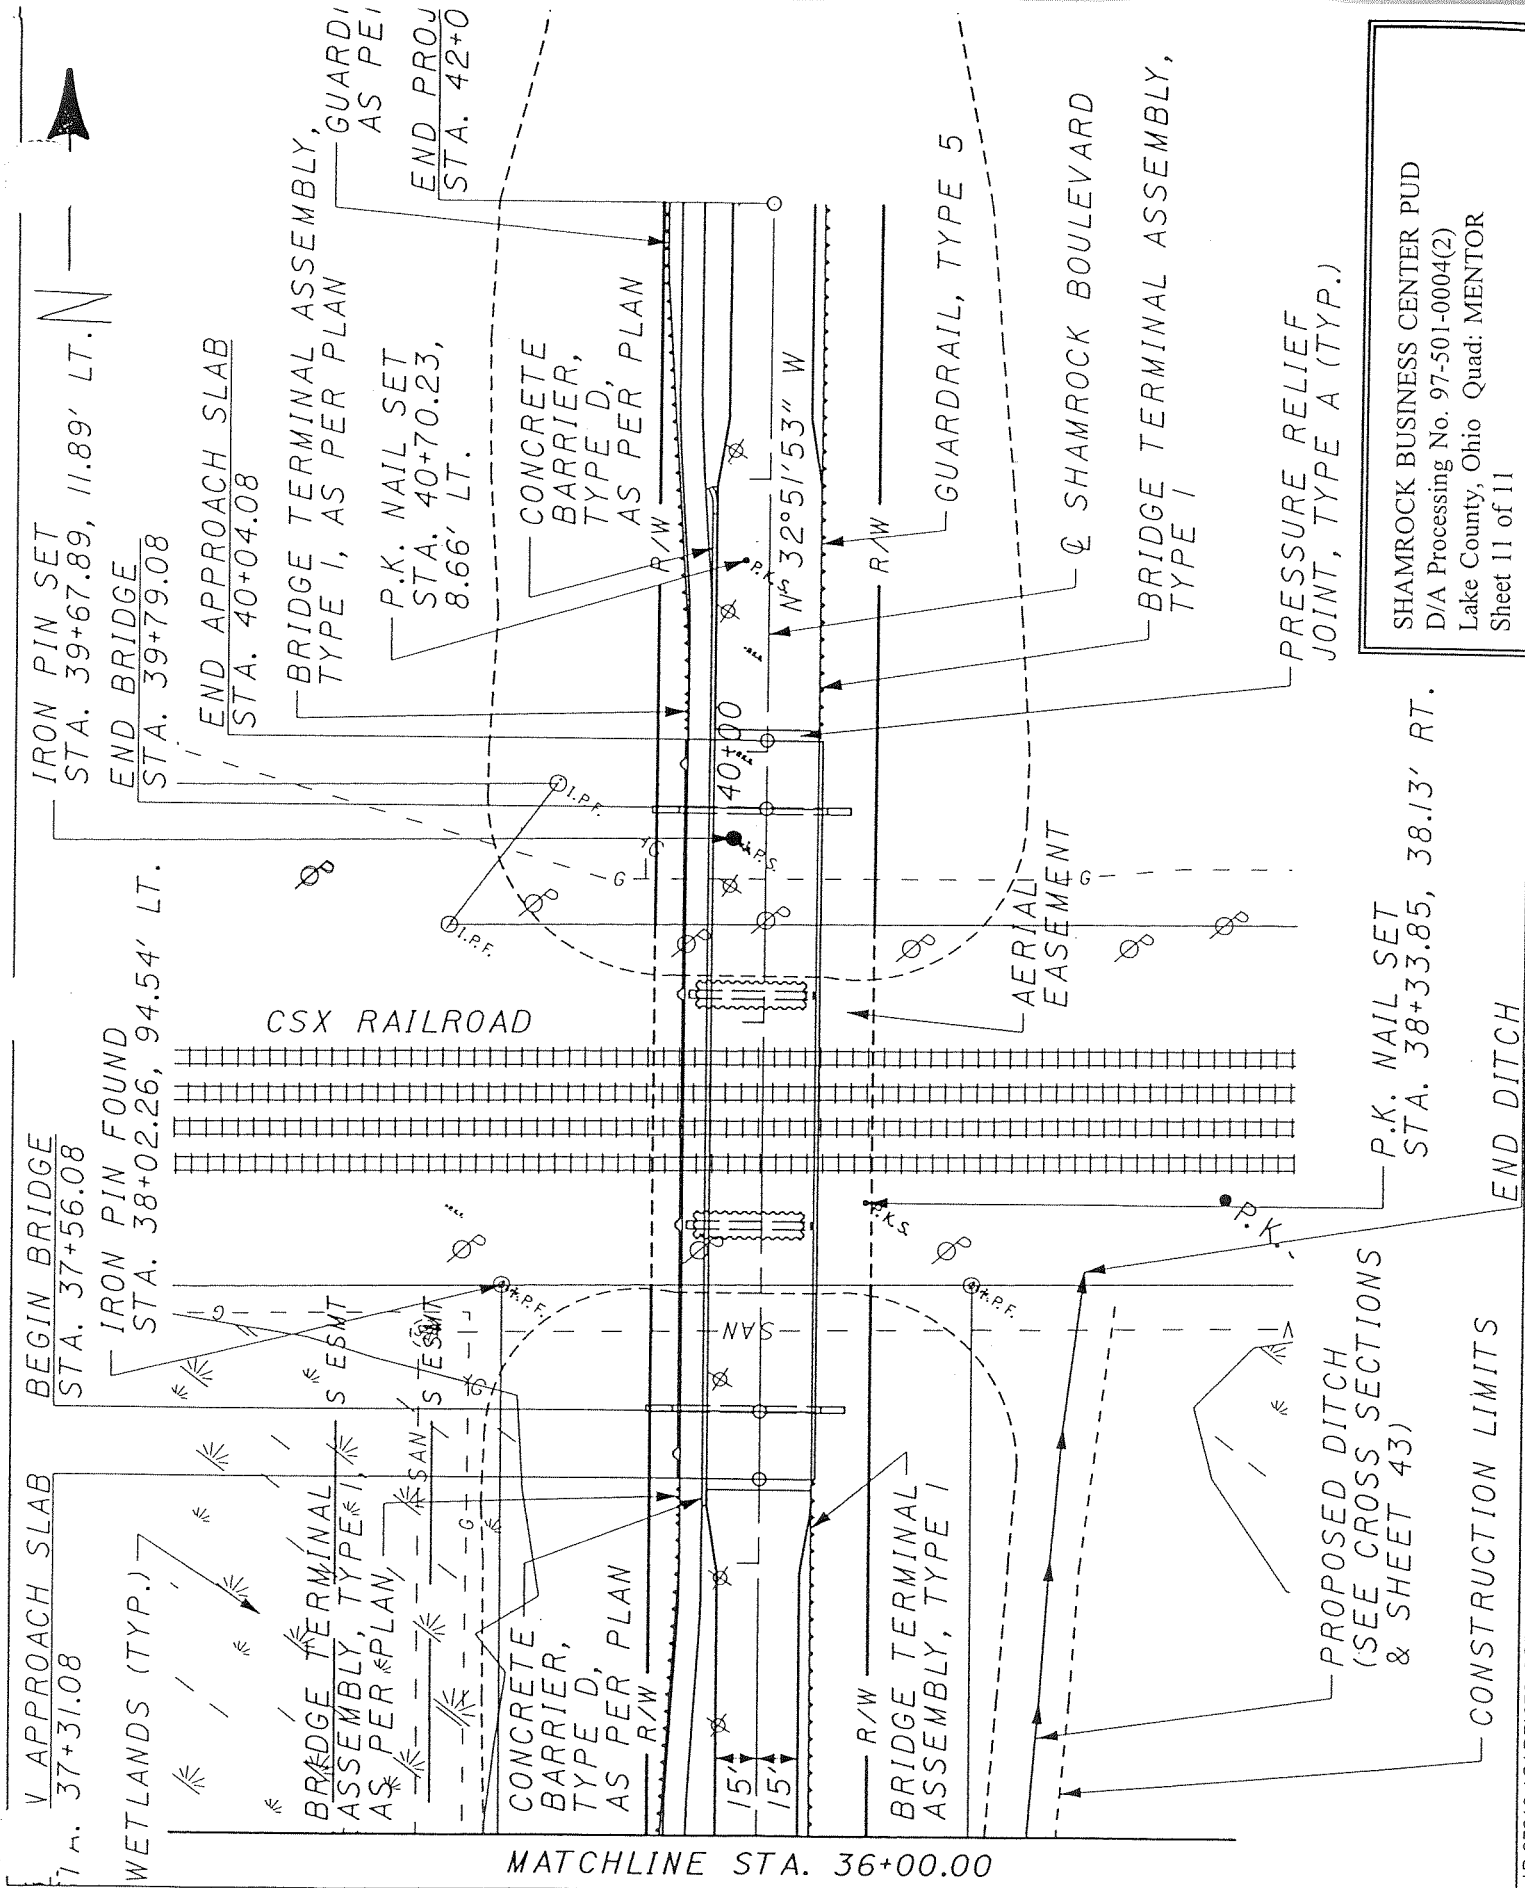 V APPROACH SLAB
37+31.08
BEGIN BRIDGE
STA. 37+56.08
IRON PIN FOUND
STA. 38+02.26, 94.54' LT.
IRON PIN SET
STA. 39+67.89, 11.89' LT.
END BRIDGE
STA. 39+79.08
END APPROACH SLAB
STA. 40+04.08
N
BRIDGE TERMINAL ASSEMBLY,
TYPE 1, AS PER PLAN
GUARD
AS PE
END PROJ
STA. 42+0
P.K. NAIL SET
STA. 40+70.23,
8.66' LT.
CONCRETE
BARRIER,
TYPE D,
AS PER PLAN
WETLANDS (TYP.)
BRIDGE TERMINAL
ASSEMBLY, TYPE 1,
AS PER PLAN
S ESMT
S ESMT
SAN
G
G
G
CONCRETE
BARRIER,
TYPE D,
AS PER PLAN
CSX RAILROAD
I.P.F.
I.P.F.
I.P.F.
I.P.F.
I.P.S.
P.K.S.
P.K.
G
G
SAN
R/W
R/W
R/W
R/W
40+00
N 32°51'53" W
15'
15'
BRIDGE TERMINAL
ASSEMBLY, TYPE 1
AERIAL
EASEMENT
GUARDRAIL, TYPE 5
℄ SHAMROCK BOULEVARD
BRIDGE TERMINAL ASSEMBLY,
TYPE 1
PRESSURE RELIEF
JOINT, TYPE A (TYP.)
P.K.
P.K. NAIL SET
STA. 38+33.85, 38.13' RT.
END DITCH
PROPOSED DITCH
(SEE CROSS SECTIONS
& SHEET 43)
CONSTRUCTION LIMITS
MATCHLINE STA. 36+00.00
SHAMROCK BUSINESS CENTER PUD
D/A Processing No. 97-501-0004(2)
Lake County, Ohio Quad: MENTOR
Sheet 11 of 11